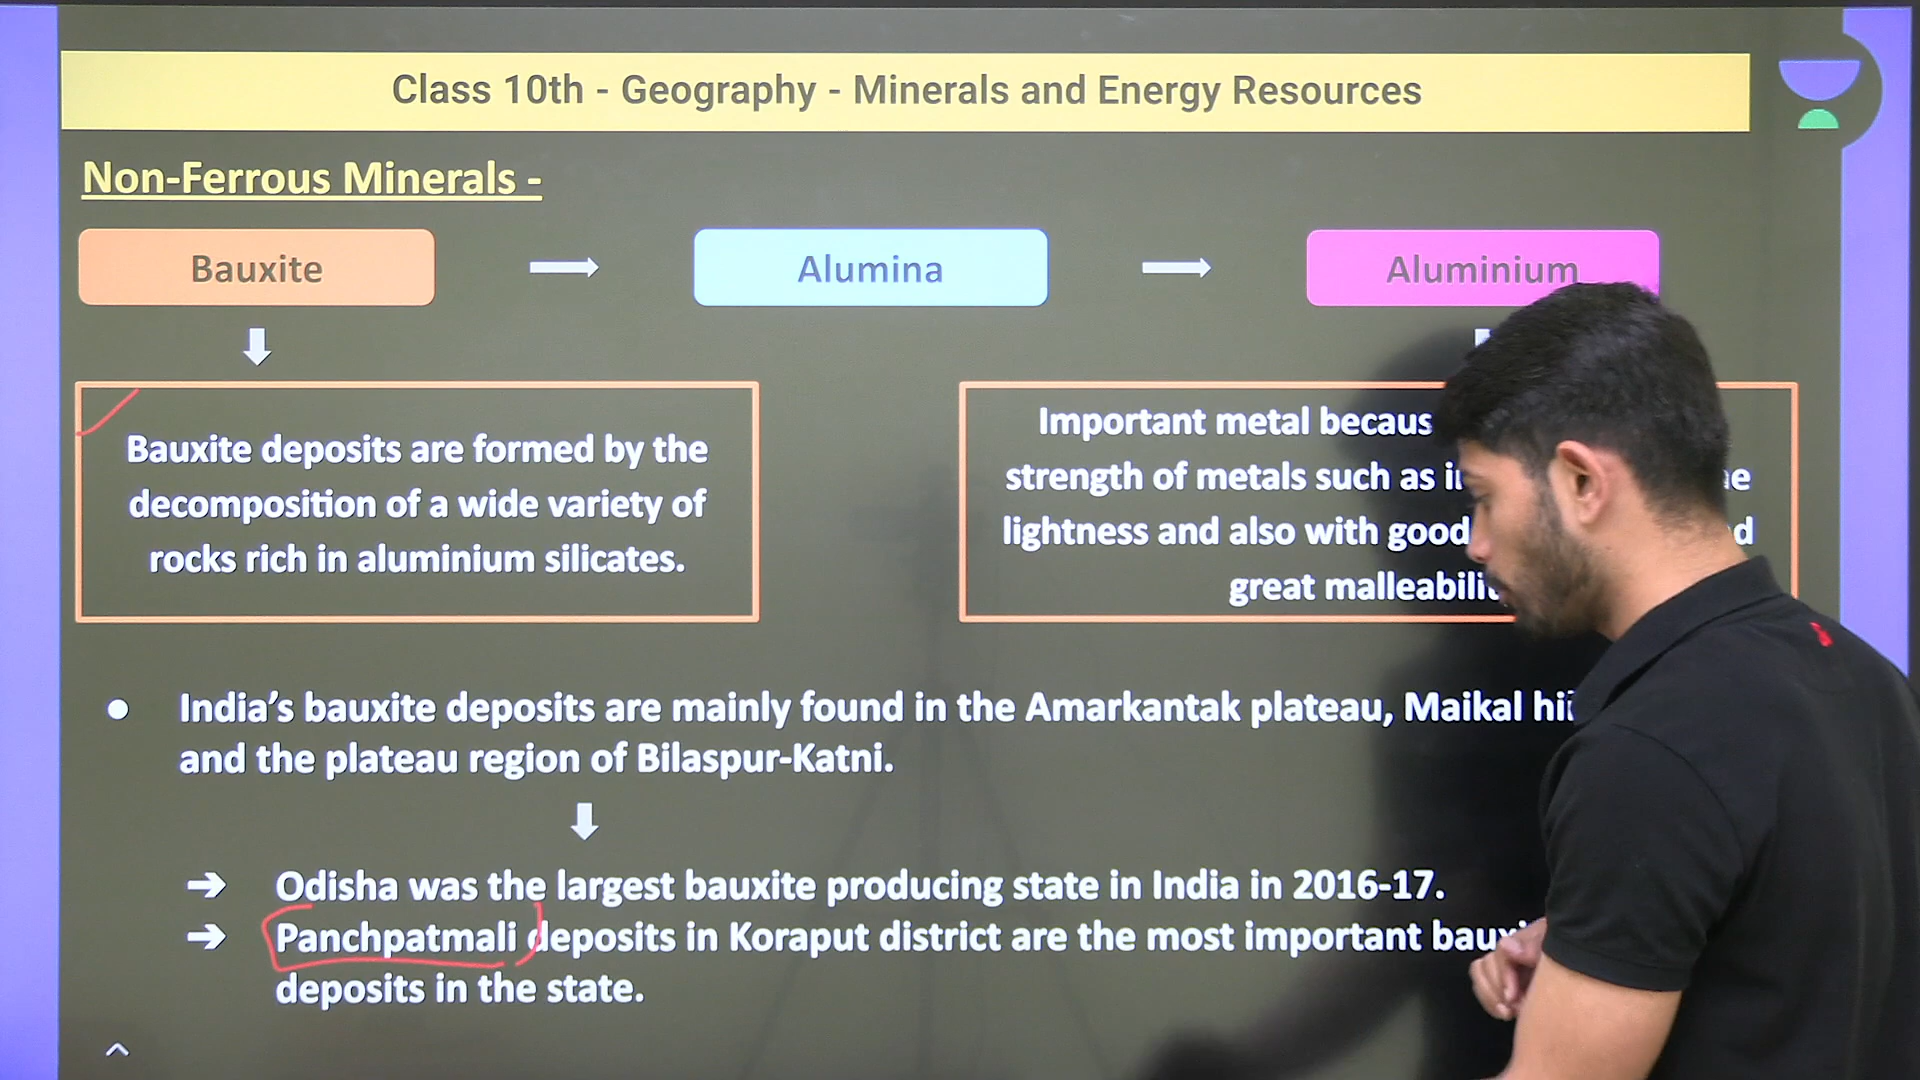 Class 10th - Geography - Minerals and Energy Resources
Non-Ferrous Minerals -
Bauxite
Alumina
Aluminium
Bauxite deposits are formed by the
decomposition of a wide variety of
rocks rich in aluminium silicates.
Important metal
strength of metals such as
lightness and also with good
great
India's bauxite deposits are mainly found in the Amarkantak plateau, Maikal
and the plateau region of Bilaspur-Katni.
Odisha was the largest bauxite producing state in India in 2016-17.
Panchpatmali deposits in Koraput district are the most important
deposits in the state.